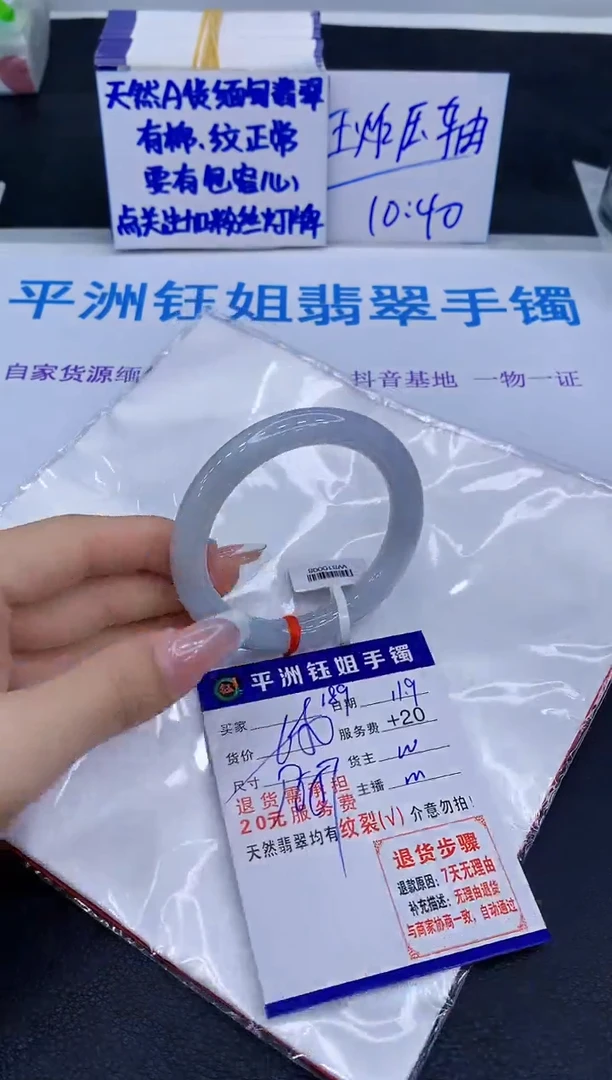 天然A货缅甸翡翠
有棉、纹正常
要有包容心
点关注加粉丝灯牌
王炸压轴
10:40
平洲钰姐翡翠手镯
自家货源缅
抖音基地 一物一证
平洲钰姐手镯
买家
189
日期 119
货价
服务费 +20
尺寸
货主 w
退货需承担
主播 m
20元服务费
天然翡翠均有纹裂(√) 介意勿拍!
退货步骤
退款原因:7天无理由
补充描述:无理由退货
与商家协商一致,自动通过